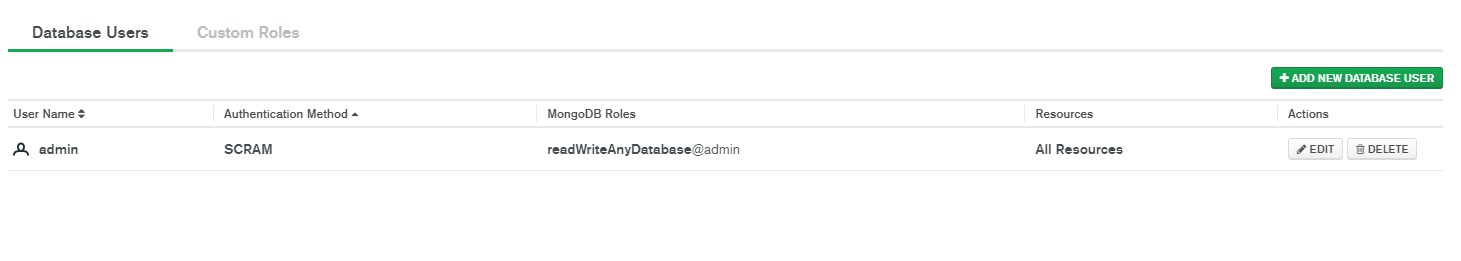 Database Users Custom Roles
ADD NEW DATABASE USER
User Name Authentication Method MongoDB Roles Resources Actions
admin SCRAM readWriteAnyDatabase@admin All Resources EDIT DELETE